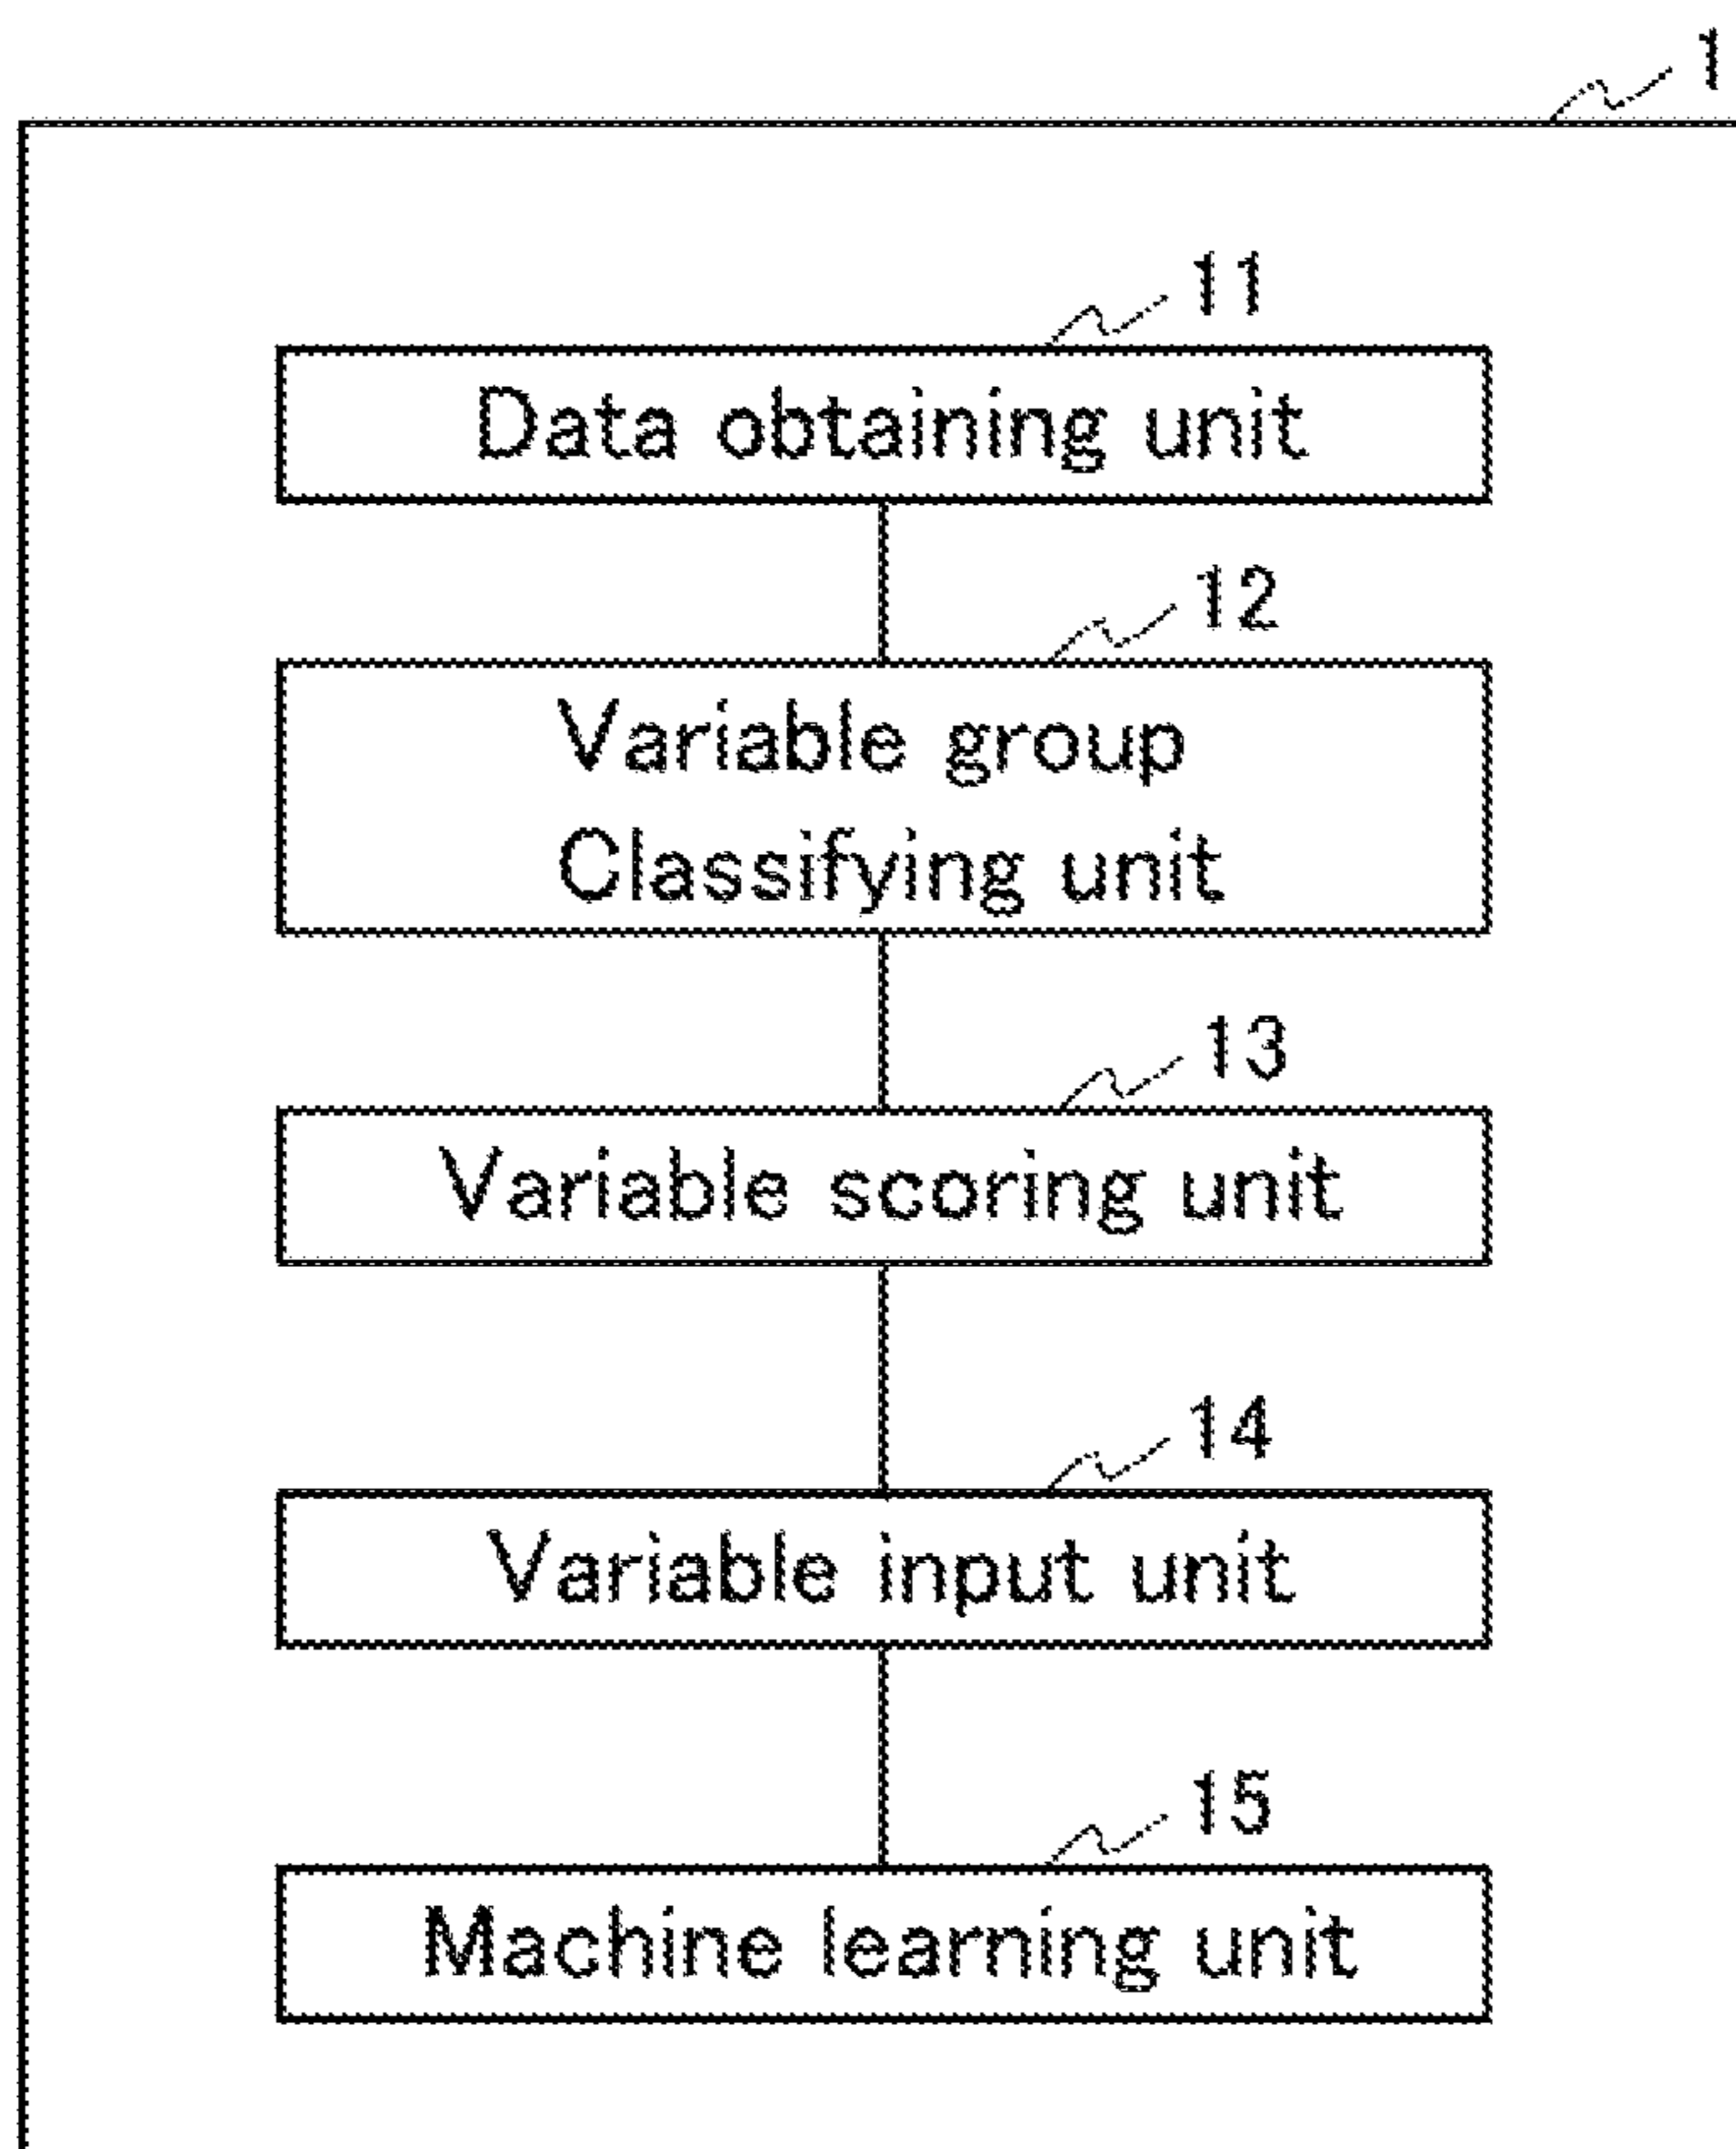 1
11
Data obtaining unit
12
Variable group
Classifying unit
13
Variable scoring unit
14
Variable input unit
15
Machine learning unit